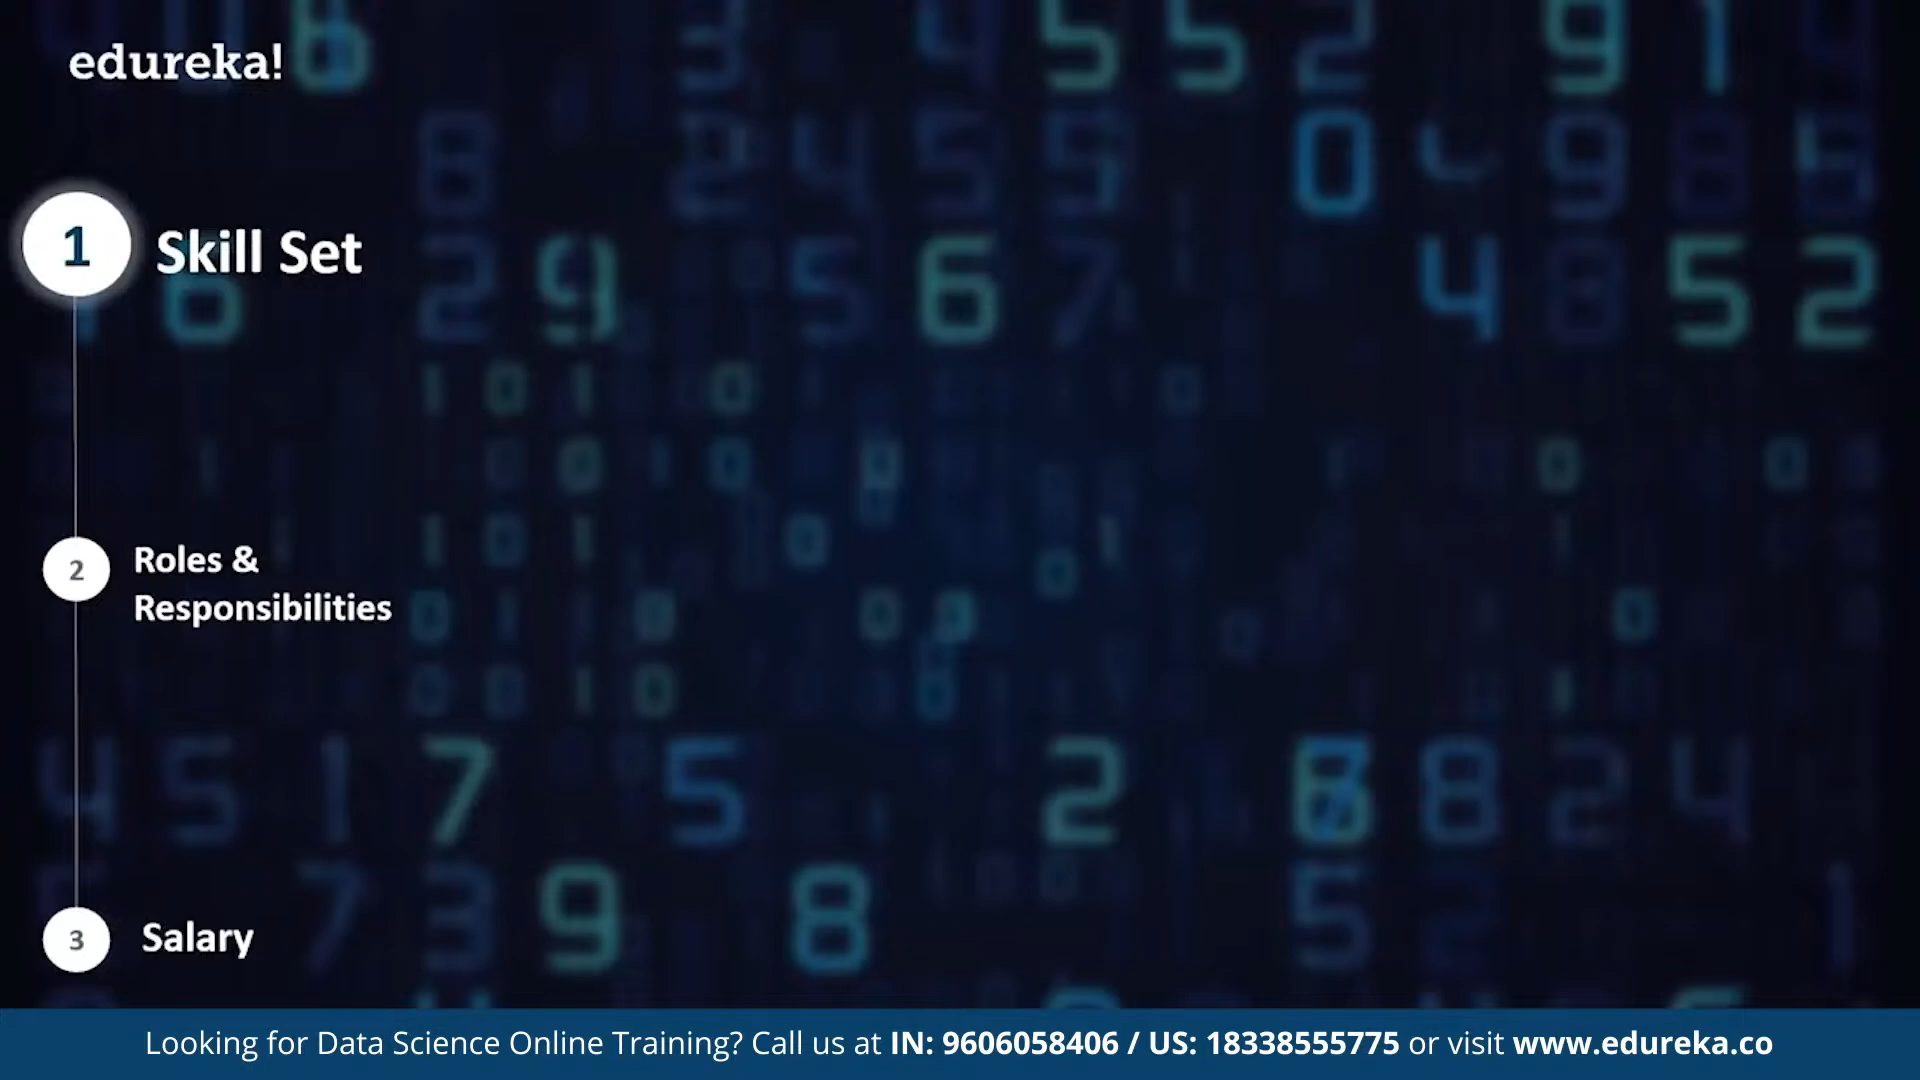 edureka!
1 Skill Set
2 Roles &
Responsibilities
3 Salary
Looking for Data Science Online Training? Call us at IN: 9606058406 / US: 18338555775 or visit www.edureka.co